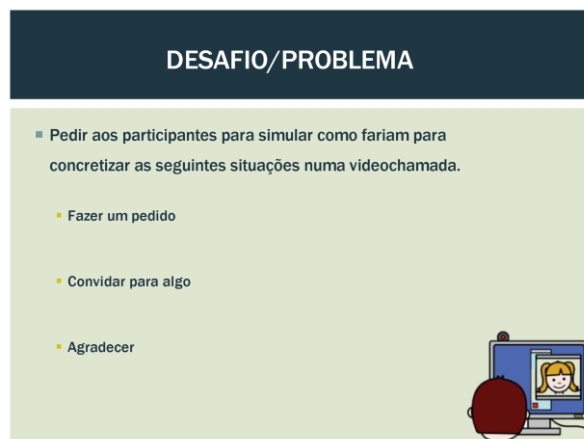 DESAFIO/PROBLEMA
Pedir aos participantes para simular como fariam para
concretizar as seguintes situações numa videochamada.
Fazer um pedido
Convidar para algo
Agradecer